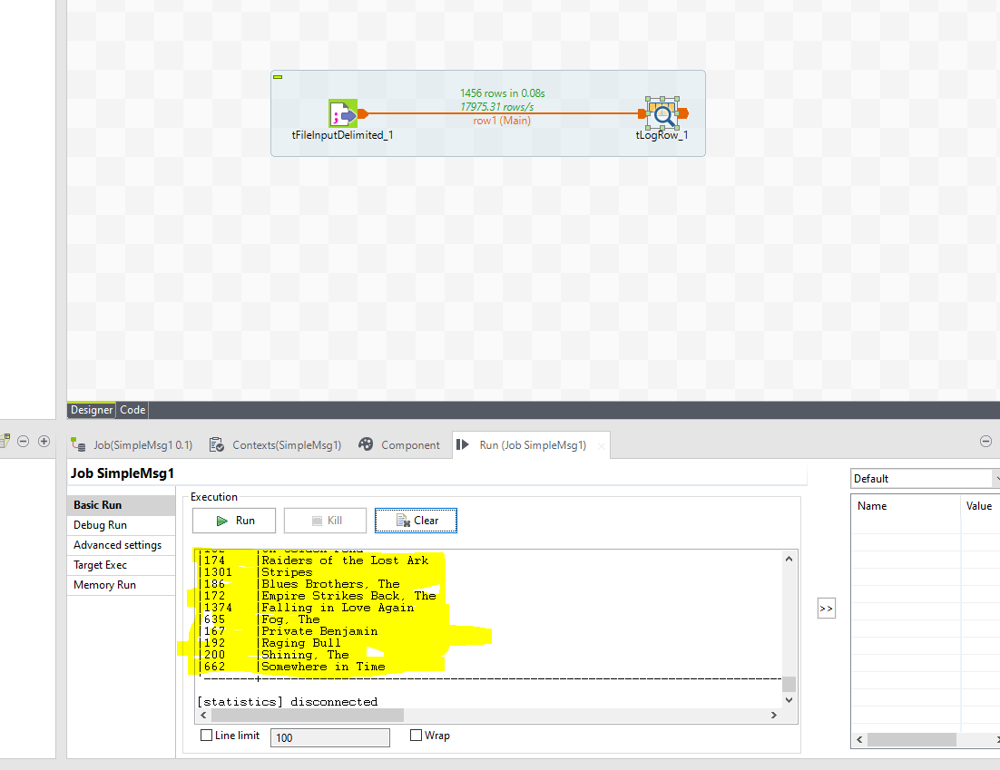 1456 rows in 0.08s
17975.31 rows/s
row1 (Main)
tFileInputDelimited_1
tLogRow_1
Designer
Code
Job(SimpleMsg1 0.1)
Contexts(SimpleMsg1)
Component
Run (Job SimpleMsg1)
Job SimpleMsg1
Default
Basic Run
Debug Run
Advanced settings
Target Exec
Memory Run
Execution
Run
Kill
Clear
Name
Value
|174 |Raiders of the Lost Ark
|1301 |Stripes
|186 |Blues Brothers, The
|172 |Empire Strikes Back, The
|1374 |Falling in Love Again
|635 |Fog, The
|167 |Private Benjamin
|192 |Raging Bull
|200 |Shining, The
|662 |Somewhere in Time
[statistics] disconnected
>>
Line limit
100
Wrap